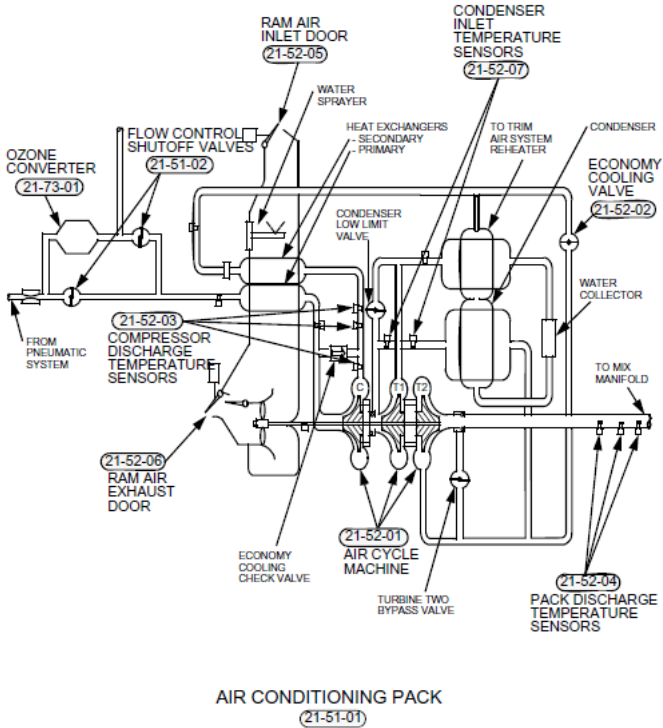 RAM AIR
INLET DOOR
21-52-05
CONDENSER
INLET
TEMPERATURE
SENSORS
21-52-07
WATER
SPRAYER
FLOW CONTROL
SHUTOFF VALVES
21-51-02
HEAT EXCHANGERS
- SECONDARY
- PRIMARY
TO TRIM
AIR SYSTEM
REHEATER
CONDENSER
OZONE
CONVERTER
21-73-01
ECONOMY
COOLING
VALVE
21-52-02
CONDENSER
LOW LIMIT
VALVE
WATER
COLLECTOR
FROM
PNEUMATIC
SYSTEM
21-52-03
COMPRESSOR
DISCHARGE
TEMPERATURE
SENSORS
TO MIX
MANIFOLD
C
T1
T2
21-52-06
RAM AIR
EXHAUST
DOOR
ECONOMY
COOLING
CHECK VALVE
21-52-01
AIR CYCLE
MACHINE
TURBINE TWO
BYPASS VALVE
21-52-04
PACK DISCHARGE
TEMPERATURE
SENSORS
AIR CONDITIONING PACK
21-51-01